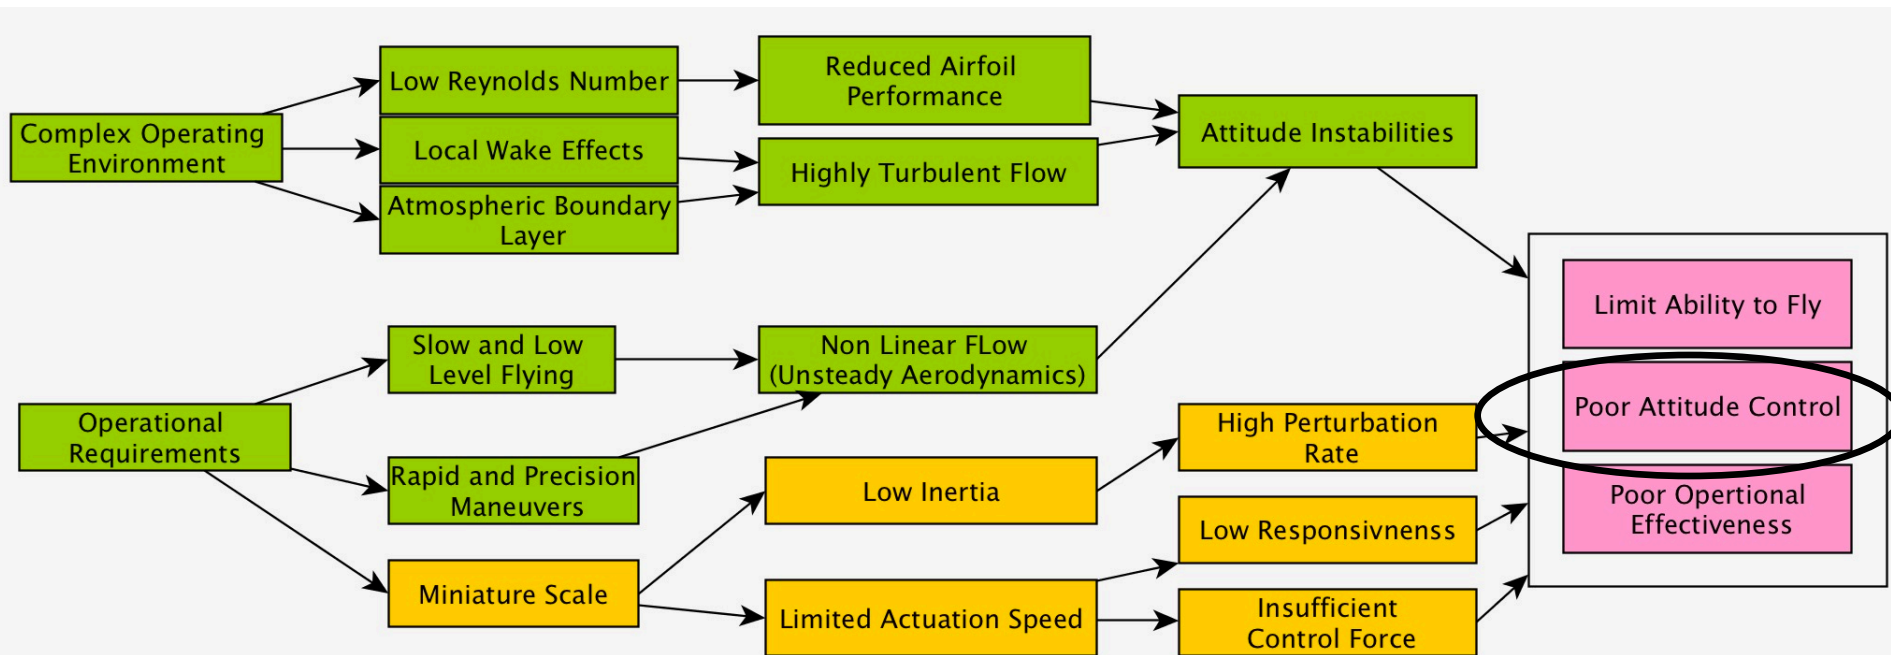 Complex Operating
Environment
Low Reynolds Number
Local Wake Effects
Atmospheric Boundary
Layer
Reduced Airfoil
Performance
Highly Turbulent Flow
Attitude Instabilities
Operational
Requirements
Slow and Low
Level Flying
Rapid and Precision
Maneuvers
Miniature Scale
Non Linear FLow
(Unsteady Aerodynamics)
Low Inertia
Limited Actuation Speed
High Perturbation
Rate
Low Responsivnenss
Insufficient
Control Force
Limit Ability to Fly
Poor Attitude Control
Poor Opertional
Effectiveness